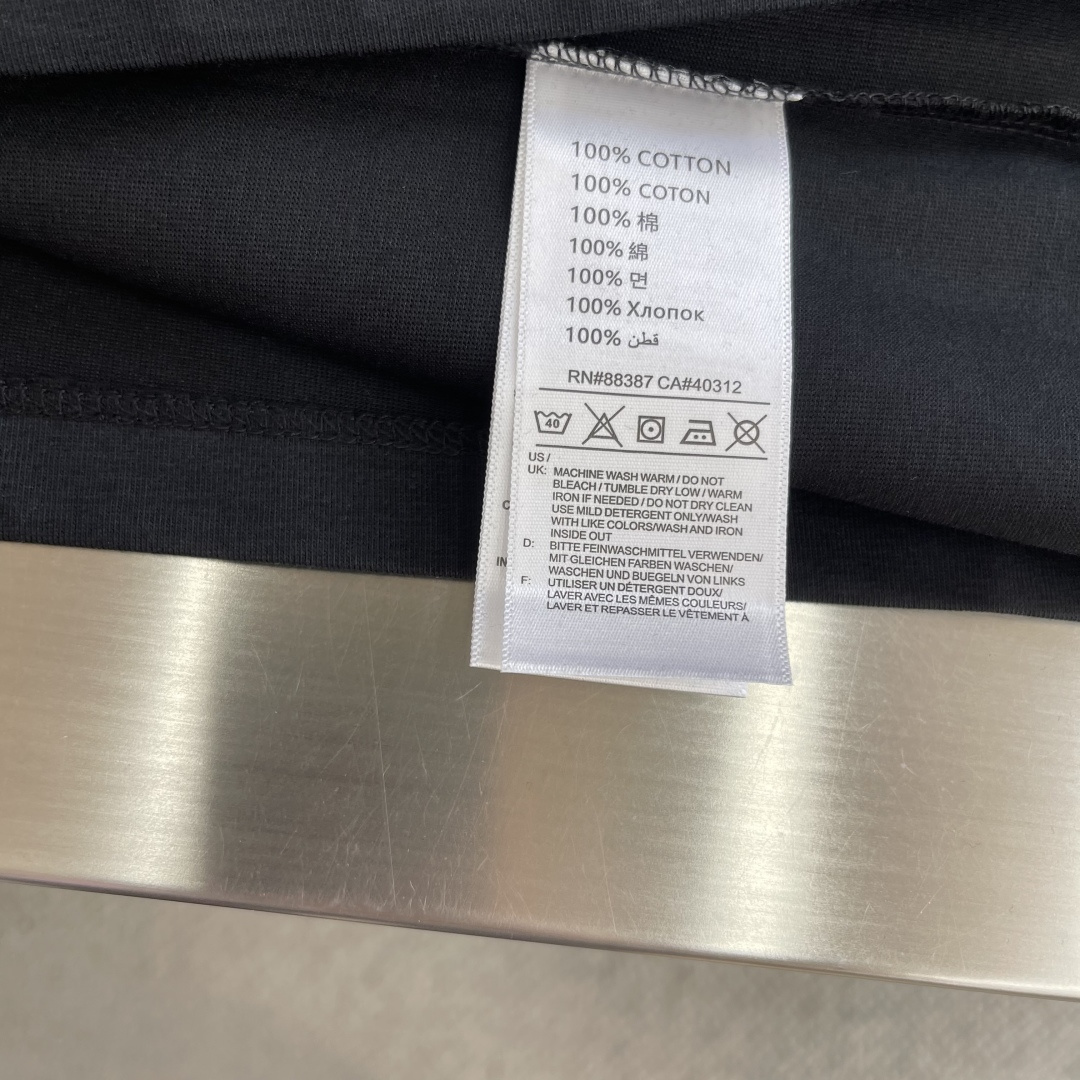 100% COTTON
100% COTON
100% 棉
100% 綿
100% 면
100% Хлопок
100% قطن
RN#88387 CA#40312
40
US /
UK: MACHINE WASH WARM / DO NOT
BLEACH / TUMBLE DRY LOW / WARM
IRON IF NEEDED / DO NOT DRY CLEAN
USE MILD DETERGENT ONLY/WASH
WITH LIKE COLORS/WASH AND IRON
INSIDE OUT
D: BITTE FEINWASCHMITTEL VERWENDEN/
MIT GLEICHEN FARBEN WASCHEN/
WASCHEN UND BUEGELN VON LINKS
F: UTILISER UN DÉTERGENT DOUX/
LAVER AVEC LES MÊMES COULEURS/
LAVER ET REPASSER LE VÊTEMENT À